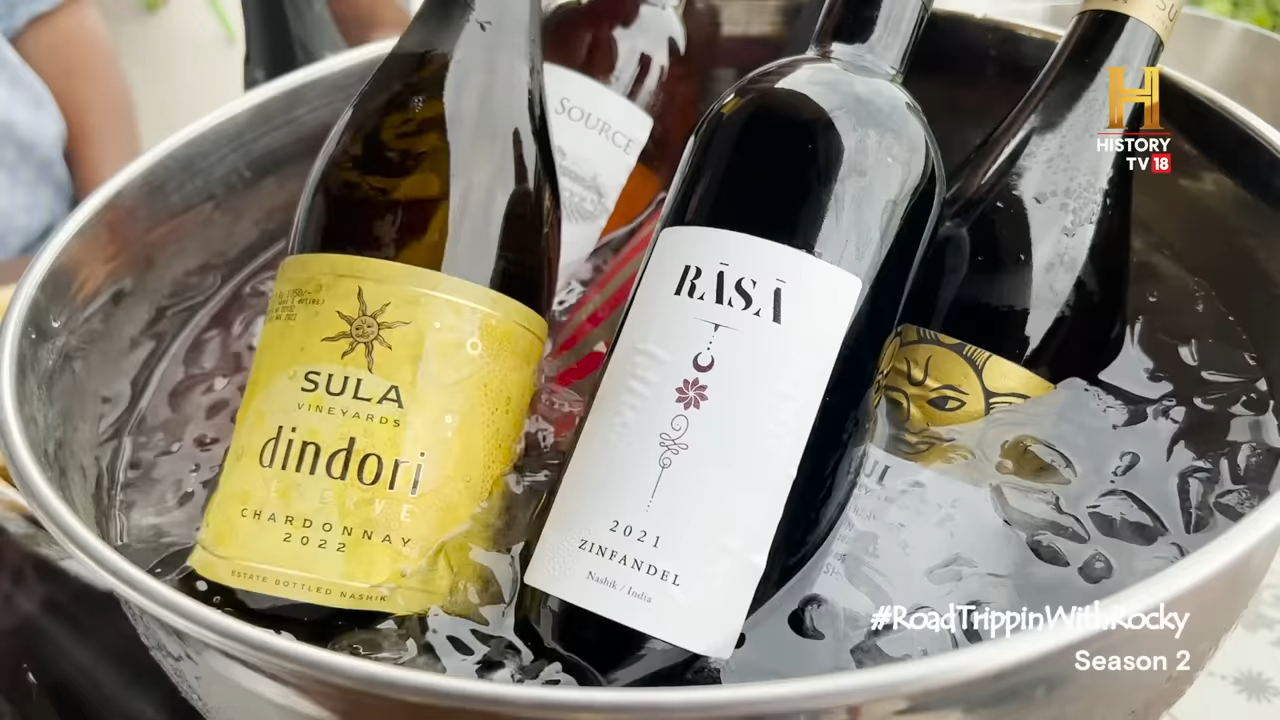 SOURCE
SULA
VINEYARDS
dindori
RESERVE
CHARDONNAY
2022
ESTATE BOTTLED NASHIK
RĀSĀ
2021
ZINFANDEL
Nashik / India
H
HISTORY
TV18
#RoadTrippinWithRocky
Season 2